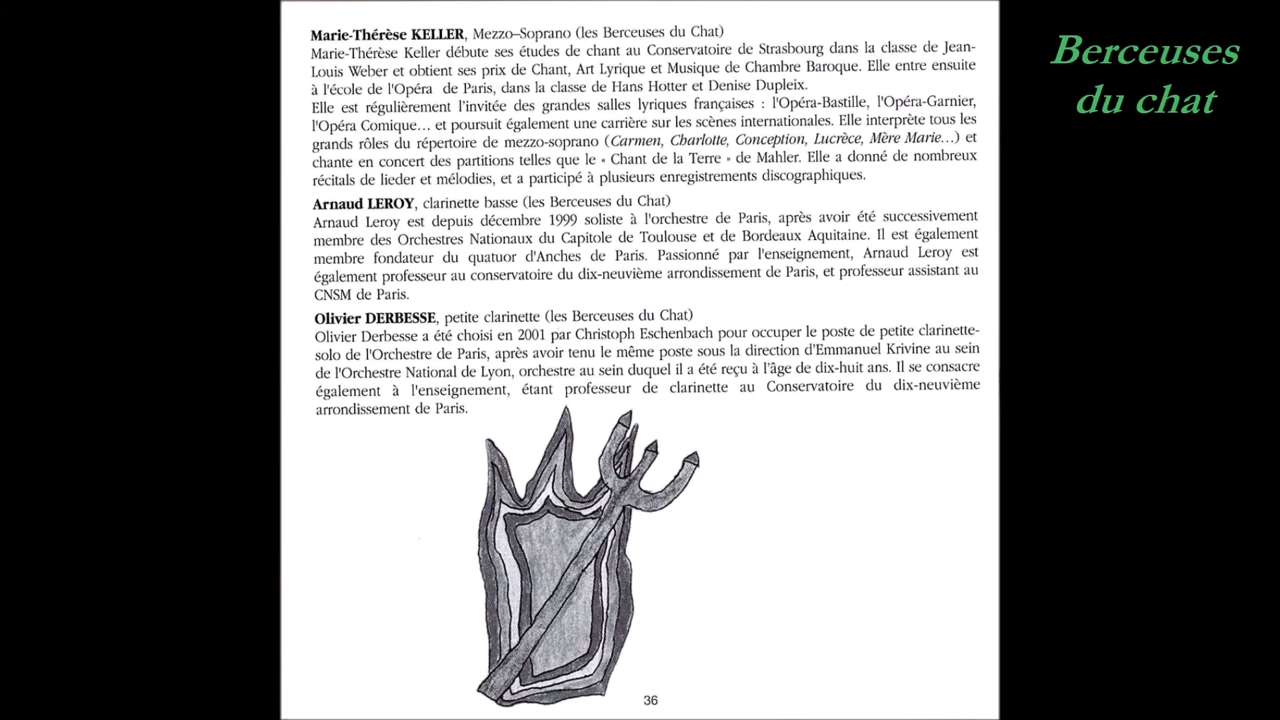 Marie-Thérèse KELLER, Mezzo–Soprano (les Berceuses du Chat)
Marie-Thérèse Keller débute ses études de chant au Conservatoire de Strasbourg dans la classe de Jean-
Louis Weber et obtient ses prix de Chant, Art Lyrique et Musique de Chambre Baroque. Elle entre ensuite
à l'école de l'Opéra de Paris, dans la classe de Hans Hotter et Denise Dupleix.
Elle est régulièrement l'invitée des grandes salles lyriques françaises : l'Opéra-Bastille, l'Opéra-Garnier,
l'Opéra Comique... et poursuit également une carrière sur les scènes internationales. Elle interprète tous les
grands rôles du répertoire de mezzo-soprano (Carmen, Charlotte, Conception, Lucrèce, Mère Marie...) et
chante en concert des partitions telles que le « Chant de la Terre » de Mahler. Elle a donné de nombreux
récitals de lieder et mélodies, et a participé à plusieurs enregistrements discographiques.
Arnaud LEROY, clarinette basse (les Berceuses du Chat)
Arnaud Leroy est depuis décembre 1999 soliste à l'orchestre de Paris, après avoir été successivement
membre des Orchestres Nationaux du Capitole de Toulouse et de Bordeaux Aquitaine. Il est également
membre fondateur du quatuor d'Anches de Paris. Passionné par l'enseignement, Arnaud Leroy est
également professeur au conservatoire du dix-neuvième arrondissement de Paris, et professeur assistant au
CNSM de Paris.
Olivier DERBESSE, petite clarinette (les Berceuses du Chat)
Olivier Derbesse a été choisi en 2001 par Christoph Eschenbach pour occuper le poste de petite clarinette-
solo de l'Orchestre de Paris, après avoir tenu le même poste sous la direction d'Emmanuel Krivine au sein
de l'Orchestre National de Lyon, orchestre au sein duquel il a été reçu à l'âge de dix-huit ans. Il se consacre
également à l'enseignement, étant professeur de clarinette au Conservatoire du dix-neuvième
arrondissement de Paris.
36
Berceuses
du chat